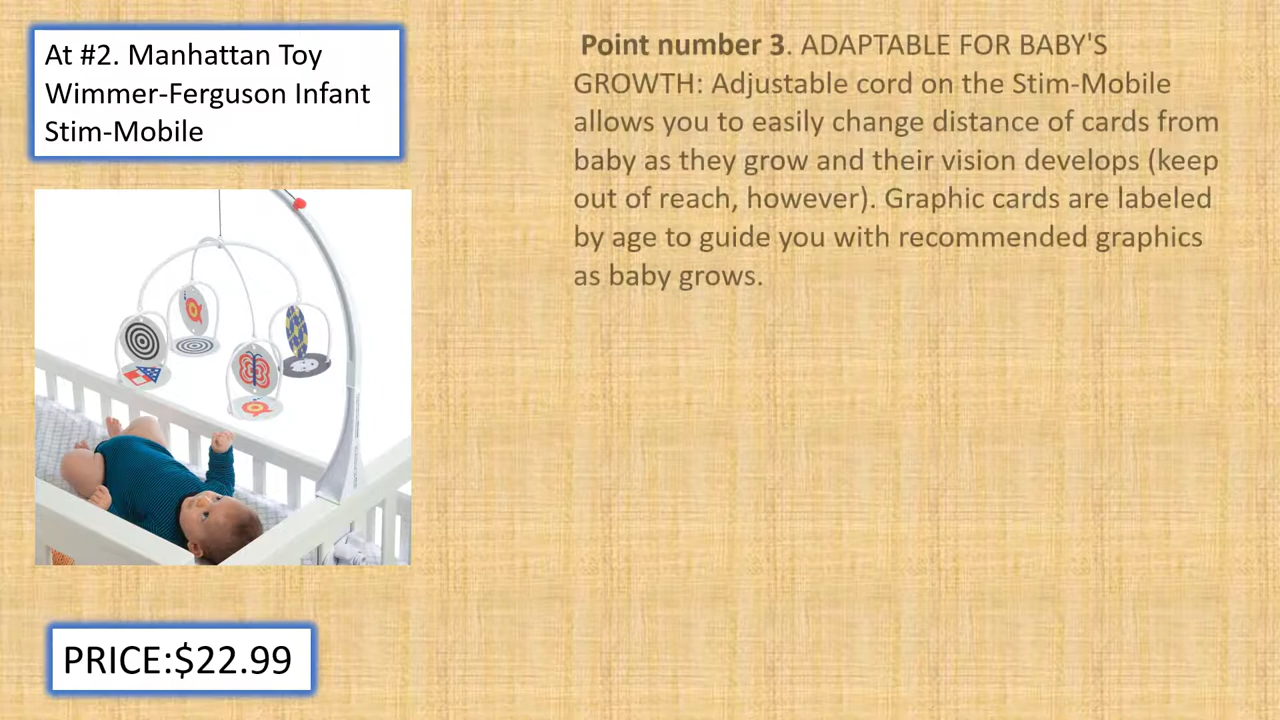 At #2. Manhattan Toy
Wimmer-Ferguson Infant
Stim-Mobile
Point number 3. ADAPTABLE FOR BABY'S
GROWTH: Adjustable cord on the Stim-Mobile
allows you to easily change distance of cards from
baby as they grow and their vision develops (keep
out of reach, however). Graphic cards are labeled
by age to guide you with recommended graphics
as baby grows.
PRICE:$22.99